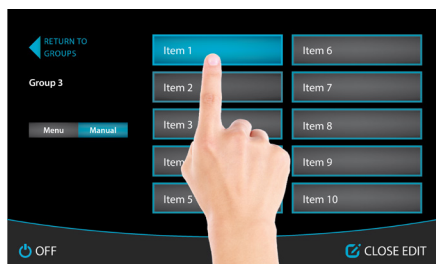 RETURN TO
GROUPS
Group 3
Menu
Manual
Item 1
Item 2
Item 3
Item
Item 5
Item 6
Item 7
Item 8
Item 9
Item 10
OFF
CLOSE EDIT